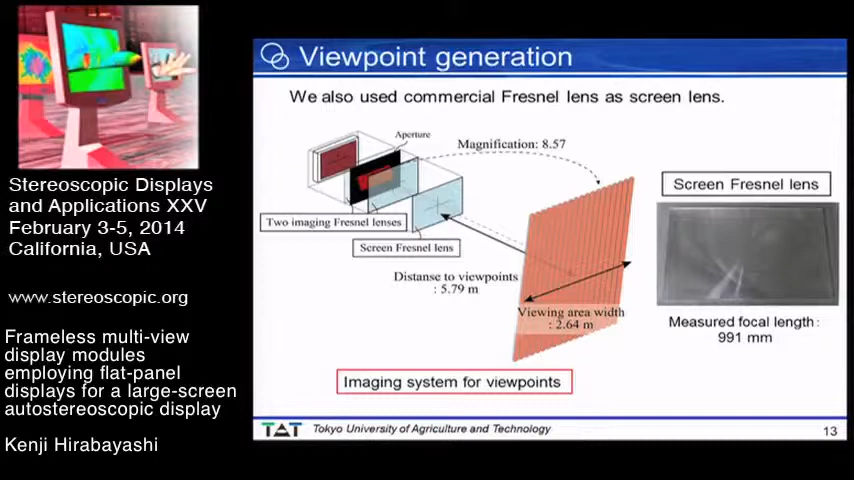 Stereoscopic Displays
and Applications XXV
February 3-5, 2014
California, USA
www.stereoscopic.org
Frameless multi-view
display modules
employing flat-panel
displays for a large-screen
autostereoscopic display
Kenji Hirabayashi
Viewpoint generation
We also used commercial Fresnel lens as screen lens.
Aperture
Magnification: 8.57
Two imaging Fresnel lenses
Screen Fresnel lens
Distanse to viewpoints
: 5.79 m
Viewing area width
: 2.64 m
Screen Fresnel lens
Measured focal length:
991 mm
Imaging system for viewpoints
TAT Tokyo University of Agriculture and Technology
13